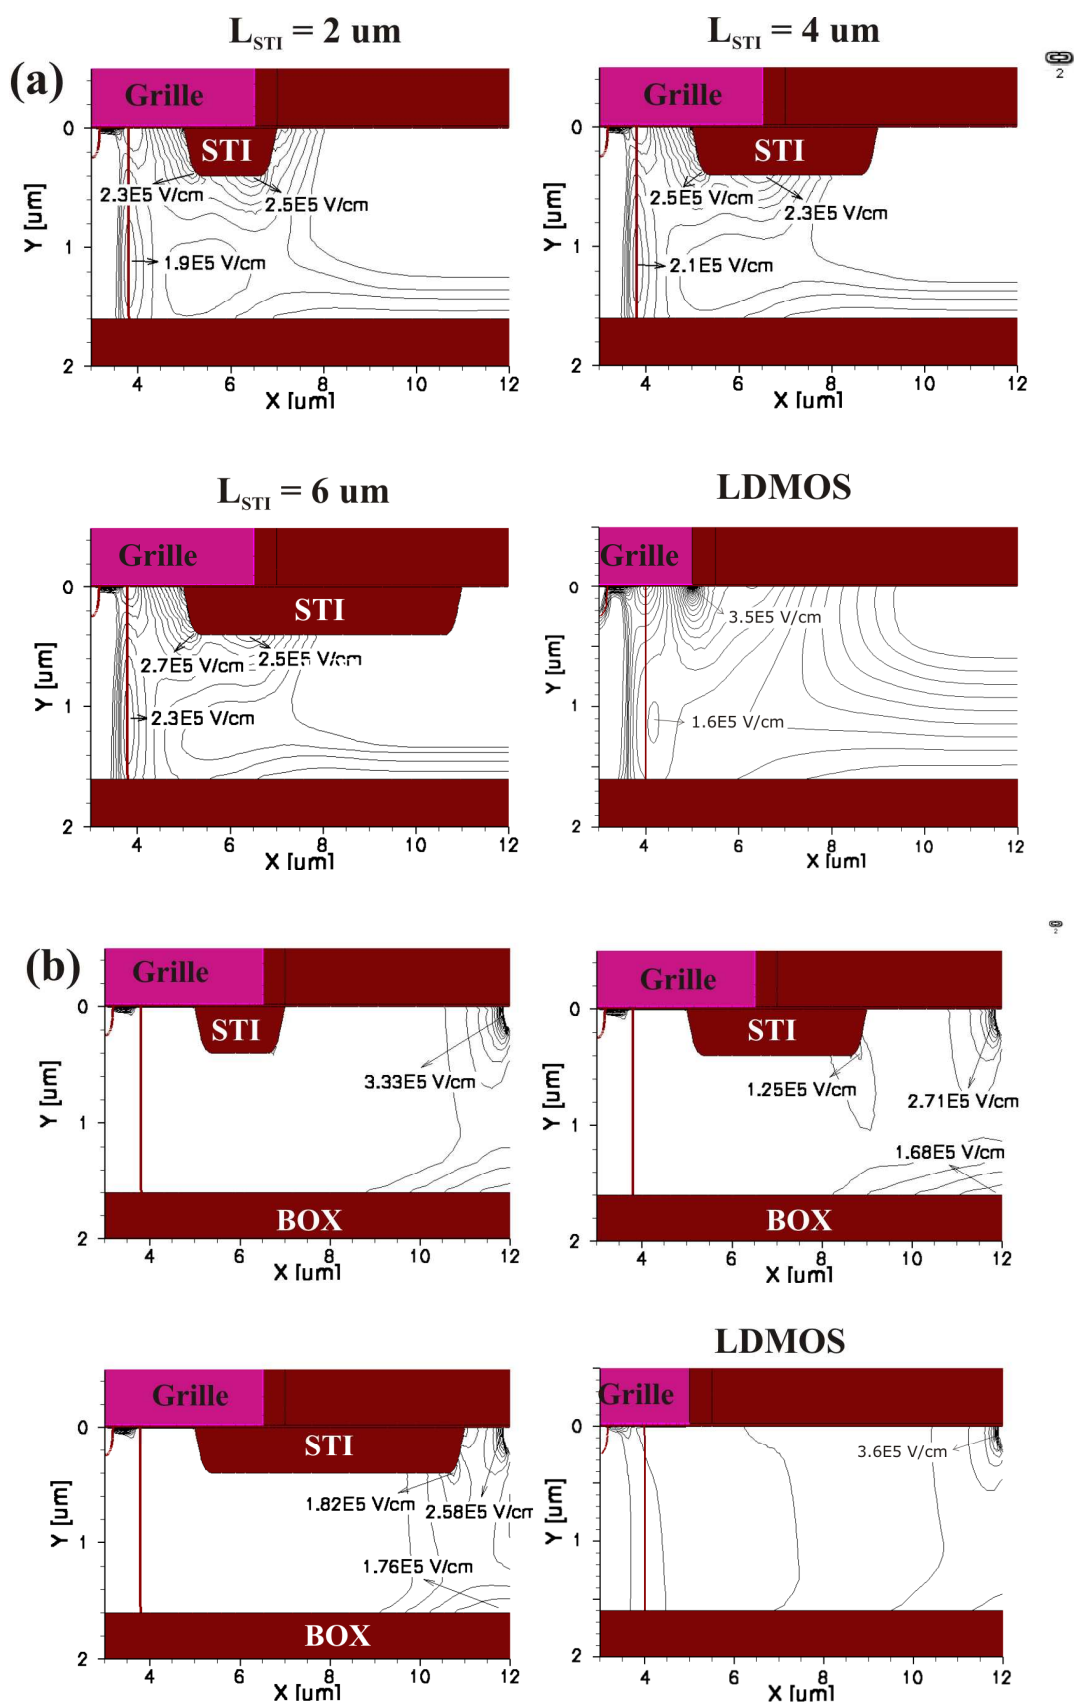 L_STI = 2 um
L_STI = 4 um
(a)
2
Grille
STI
2.3E5 V/cm
2.5E5 V/cm
1.9E5 V/cm
0
1
2
Y [um]
4 6 8 10 12
X [um]
Grille
STI
2.5E5 V/cm
2.3E5 V/cm
2.1E5 V/cm
0
1
2
Y [um]
4 6 8 10 12
X [um]
L_STI = 6 um
LDMOS
Grille
STI
2.7E5 V/cm
2.5E5 V/cm
2.3E5 V/cm
0
1
2
Y [um]
4 6 8 10 12
X [um]
Grille
3.5E5 V/cm
1.6E5 V/cm
0
1
2
Y [um]
4 6 8 10 12
X [um]
(b)
2
Grille
STI
3.33E5 V/cm
BOX
0
1
2
Y [um]
4 6 8 10 12
X [um]
Grille
STI
1.25E5 V/cm
2.71E5 V/cm
1.68E5 V/cm
BOX
0
1
2
Y [um]
4 6 8 10 12
X [um]
LDMOS
Grille
STI
1.82E5 V/cm
2.58E5 V/cm
1.76E5 V/cm
BOX
0
1
2
Y [um]
4 6 8 10 12
X [um]
Grille
3.6E5 V/cm
0
1
2
Y [um]
4 6 8 10 12
X [um]